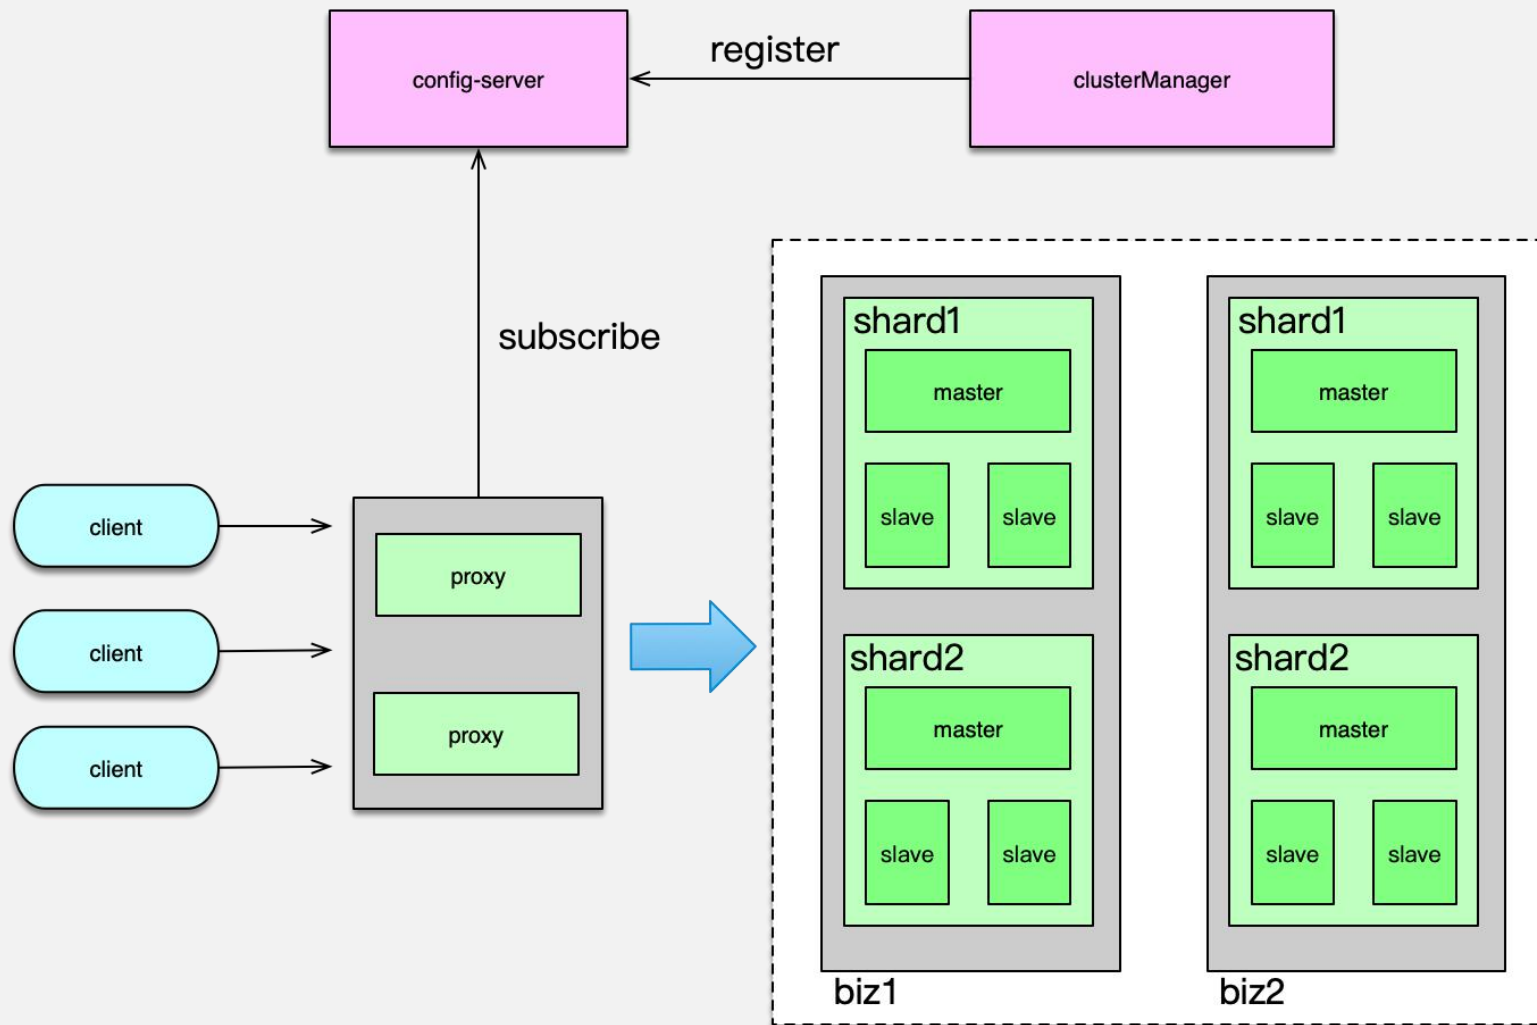 config-server
register
clusterManager
subscribe
client
client
client
proxy
proxy
shard1
master
slave
slave
shard2
master
slave
slave
biz1
shard1
master
slave
slave
shard2
master
slave
slave
biz2